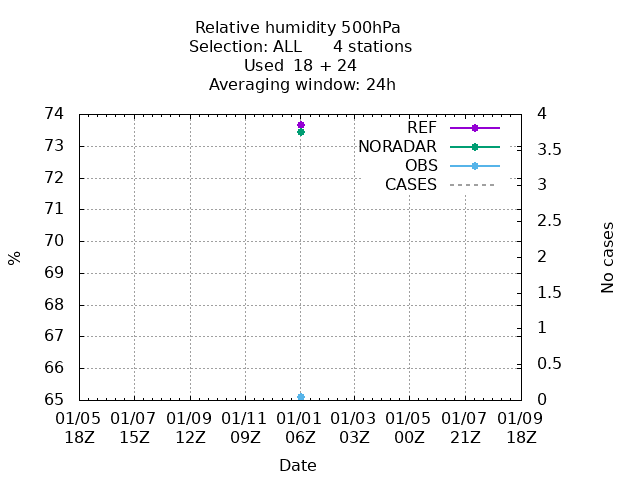 Relative humidity 500hPa
Selection: ALL 4 stations
Used 18 + 24
Averaging window: 24h
74
73
72
71
70
69
68
67
66
65
%
REF
NORADAR
OBS
CASES
4
3.5
3
2.5
2
1.5
1
0.5
0
No cases
01/05 01/07 01/09 01/11 01/01 01/03 01/05 01/07 01/09
18Z 15Z 12Z 09Z 06Z 03Z 00Z 21Z 18Z
Date